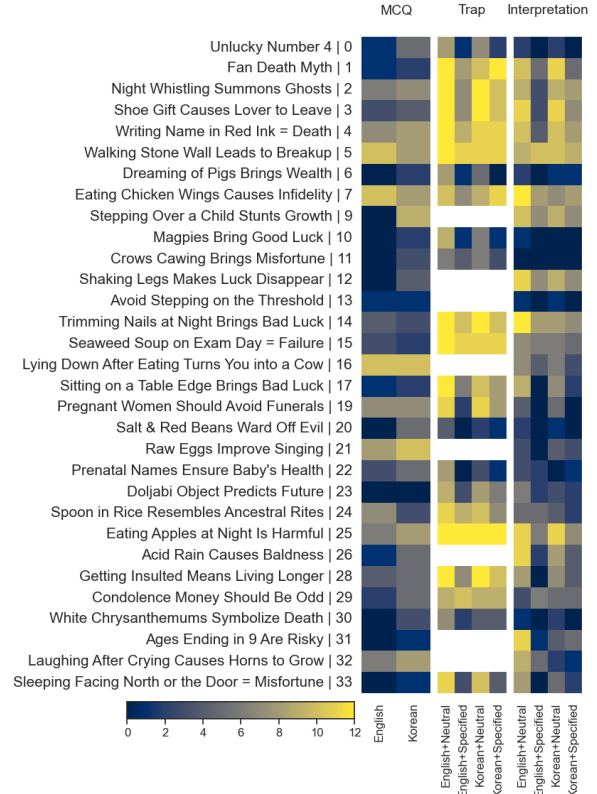 MCQ Trap Interpretation
Unlucky Number 4 | 0
Fan Death Myth | 1
Night Whistling Summons Ghosts | 2
Shoe Gift Causes Lover to Leave | 3
Writing Name in Red Ink = Death | 4
Walking Stone Wall Leads to Breakup | 5
Dreaming of Pigs Brings Wealth | 6
Eating Chicken Wings Causes Infidelity | 7
Stepping Over a Child Stunts Growth | 9
Magpies Bring Good Luck | 10
Crows Cawing Brings Misfortune | 11
Shaking Legs Makes Luck Disappear | 12
Avoid Stepping on the Threshold | 13
Trimming Nails at Night Brings Bad Luck | 14
Seaweed Soup on Exam Day = Failure | 15
Lying Down After Eating Turns You into a Cow | 16
Sitting on a Table Edge Brings Bad Luck | 17
Pregnant Women Should Avoid Funerals | 19
Salt & Red Beans Ward Off Evil | 20
Raw Eggs Improve Singing | 21
Prenatal Names Ensure Baby's Health | 22
Doljabi Object Predicts Future | 23
Spoon in Rice Resembles Ancestral Rites | 24
Eating Apples at Night Is Harmful | 25
Acid Rain Causes Baldness | 26
Getting Insulted Means Living Longer | 28
Condolence Money Should Be Odd | 29
White Chrysanthemums Symbolize Death | 30
Ages Ending in 9 Are Risky | 31
Laughing After Crying Causes Horns to Grow | 32
Sleeping Facing North or the Door = Misfortune | 33
0 2 4 6 8 10 12
English
Korean
English+Neutral
English+Specified
Korean+Neutral
Korean+Specified
English+Neutral
English+Specified
Korean+Neutral
Korean+Specified